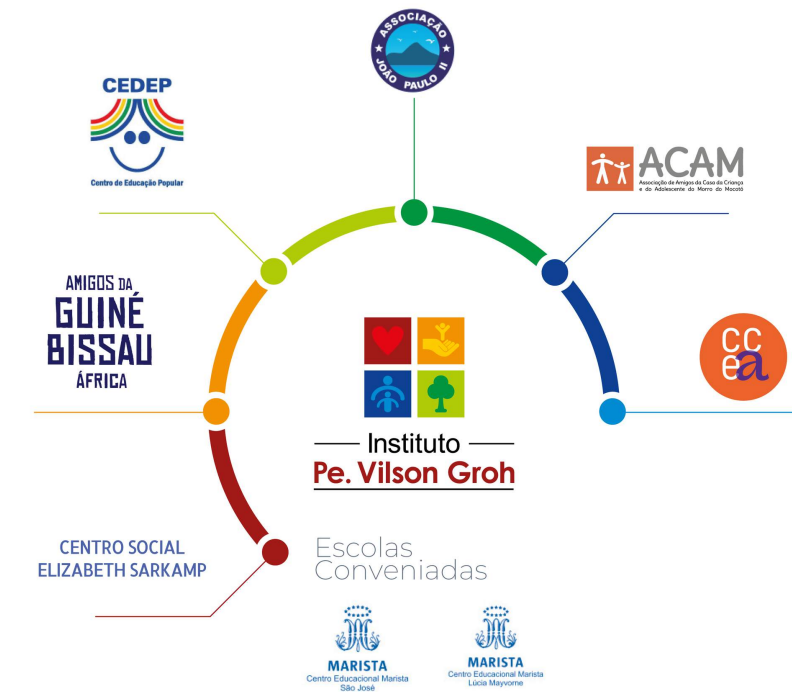 ASSOCIAÇÃO
JOÃO PAULO II
CEDEP
Centro de Educação Popular
ACAM
Associação de Amigos da Casa da Criança
e do Adolescente do Morro do Mocotó
AMIGOS DA
GUINÉ
BISSAU
ÁFRICA
CC
ea
Instituto
Pe. Vilson Groh
CENTRO SOCIAL
ELIZABETH SARKAMP
Escolas
Conveniadas
MARISTA
Centro Educacional Marista
São José
MARISTA
Centro Educacional Marista
Lúcia Mayvorne